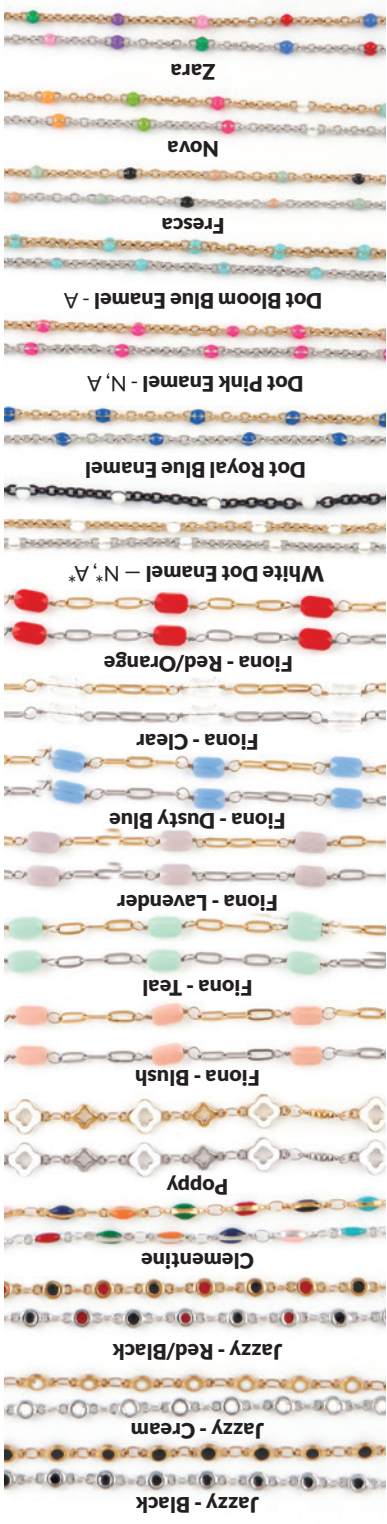 Jazzy - Black
Jazzy - Cream
Jazzy - Red/Black
Clementine
Poppy
Fiona - Blush
Fiona - Teal
Fiona - Lavender
Fiona - Dusty Blue
Fiona - Clear
Fiona - Red/Orange
White Dot Enamel – N*, A*
Dot Royal Blue Enamel
Dot Pink Enamel - N, A
Dot Bloom Blue Enamel - A
Fresca
Nova
Zara